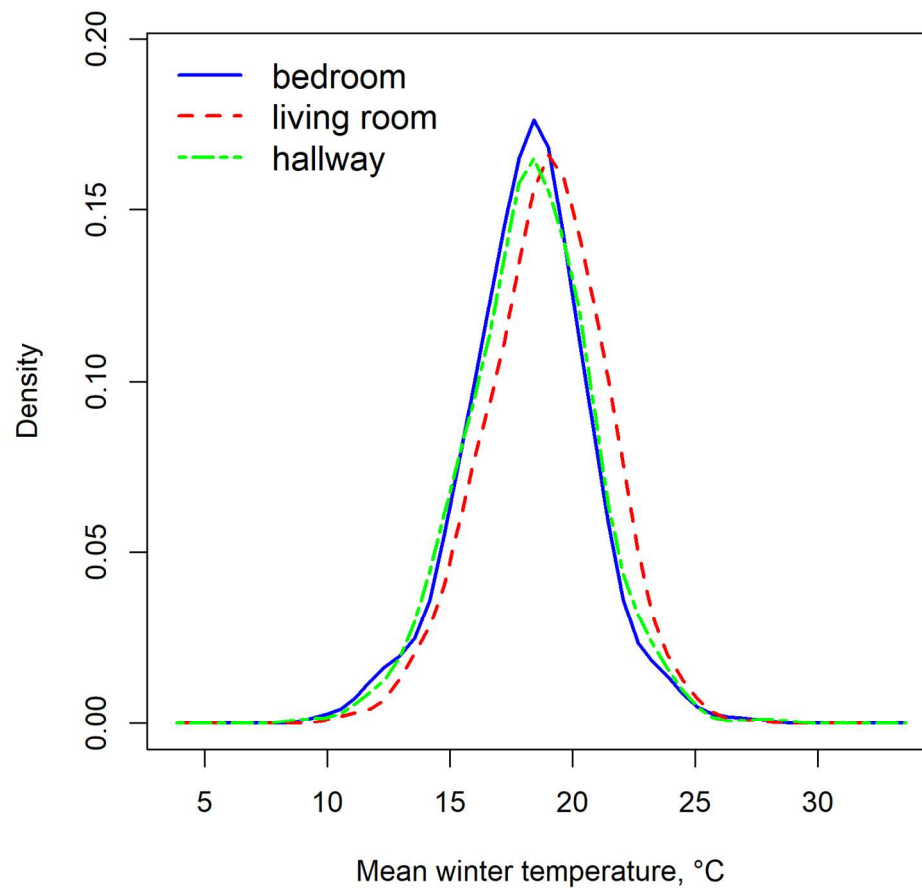 bedroom
living room
hallway
Density
0.20
0.15
0.10
0.05
0.00
5 10 15 20 25 30
Mean winter temperature, °C